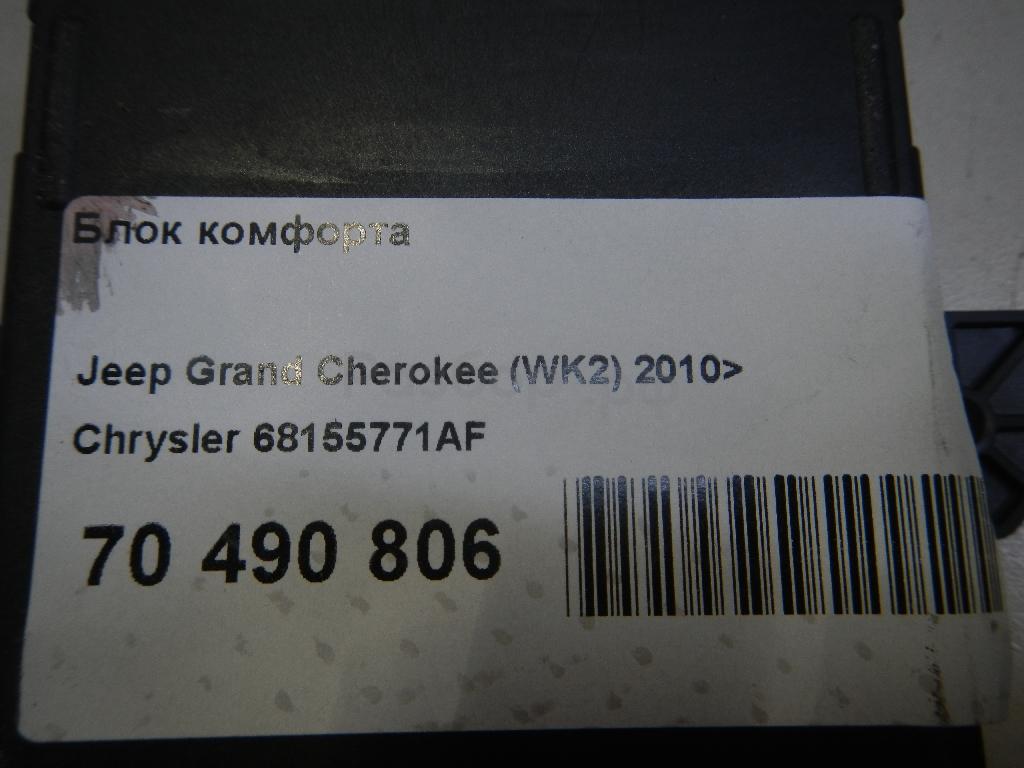 Блок комфорта
Jeep Grand Cherokee (WK2) 2010>
Chrysler 68155771AF
70 490 806